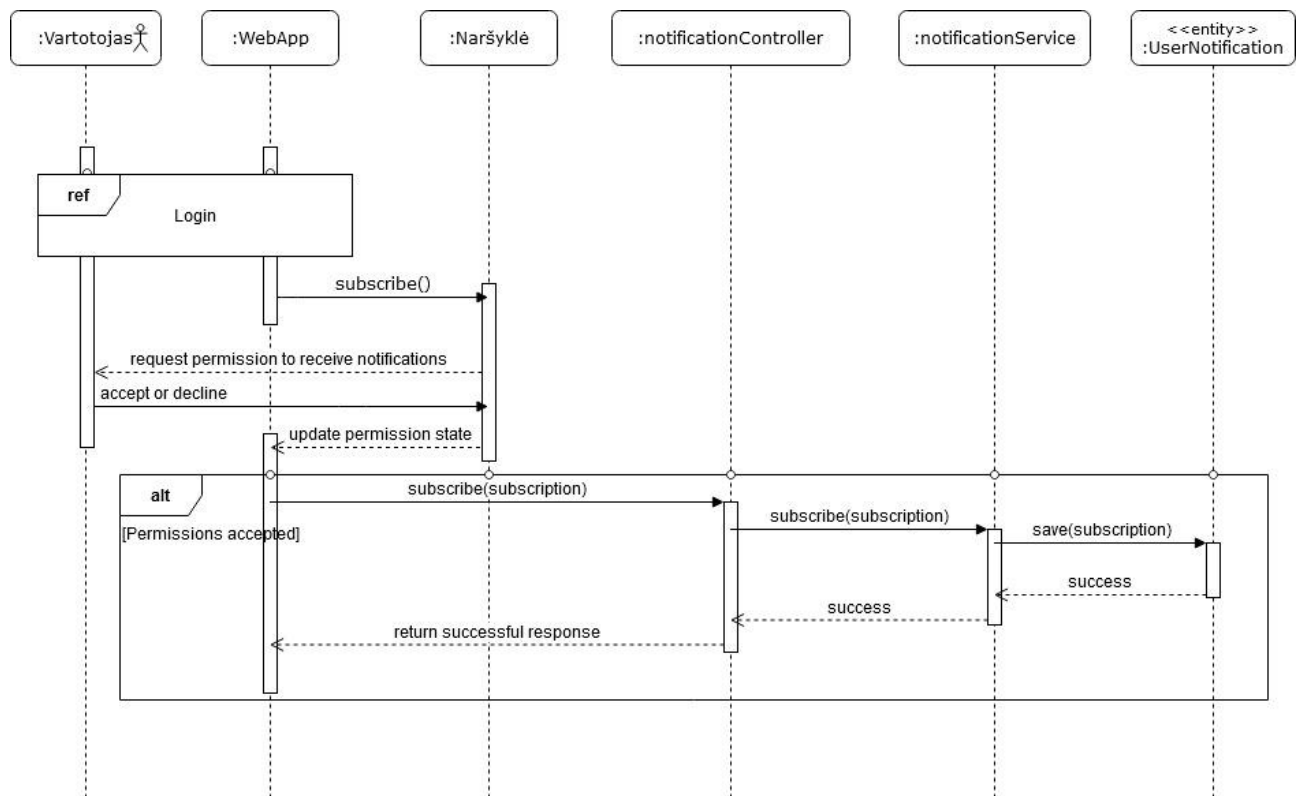 :Vartotojas
:WebApp
:Naršyklė
:notificationController
:notificationService
<<entity>>
:UserNotification
ref
Login
subscribe()
request permission to receive notifications
accept or decline
update permission state
alt
subscribe(subscription)
[Permissions accepted]
subscribe(subscription)
save(subscription)
success
success
return successful response